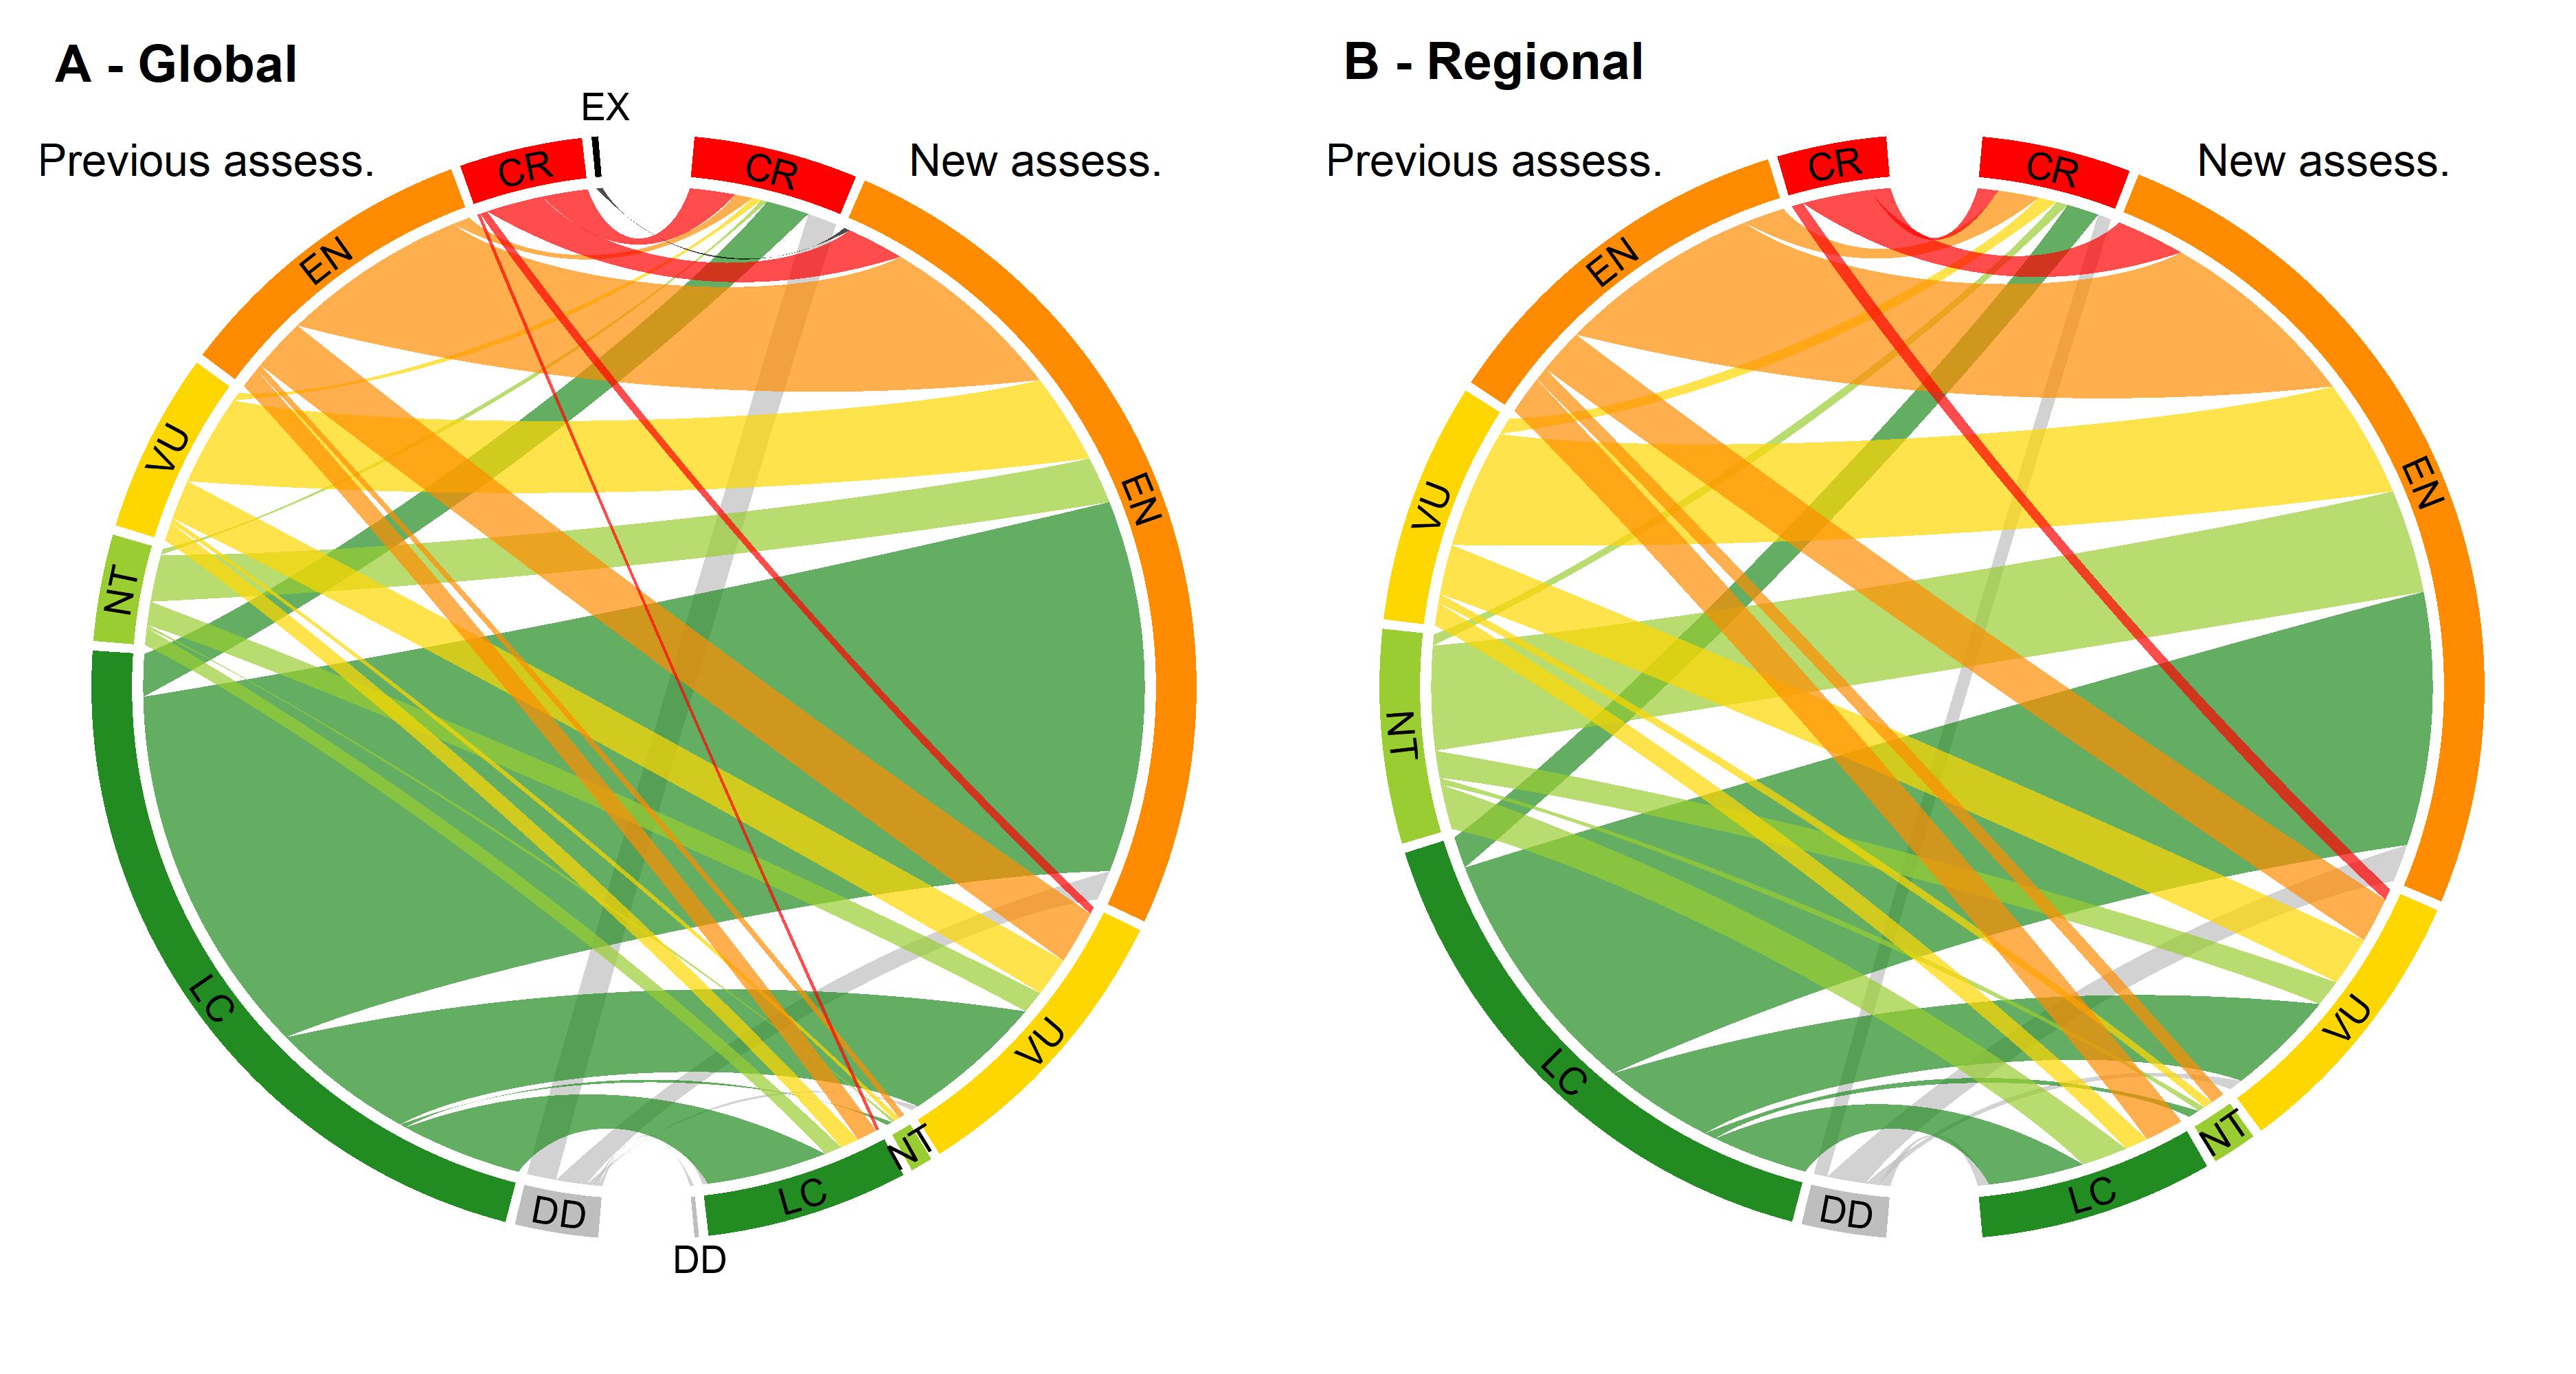 A - Global
B - Regional
EX
Previous assess.
CR
CR
New assess.
Previous assess.
CR
CR
New assess.
EN
EN
VU
EN
VU
EN
NT
NT
LC
VU
LC
VU
NT
NT
DD
LC
DD
LC
DD